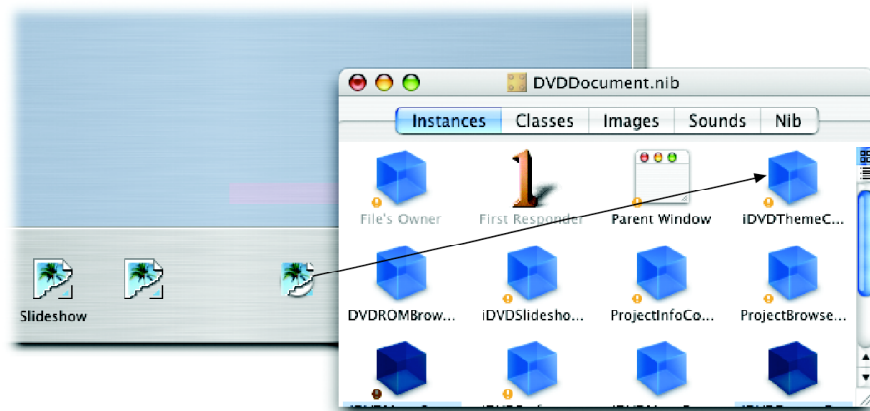 DVDDocument.nib
Instances Classes Images Sounds Nib
File's Owner First Responder Parent Window iDVDThemeC...
DVDROMBrow... iDVDSlidesho... ProjectInfoCo... ProjectBrowse...
Slideshow